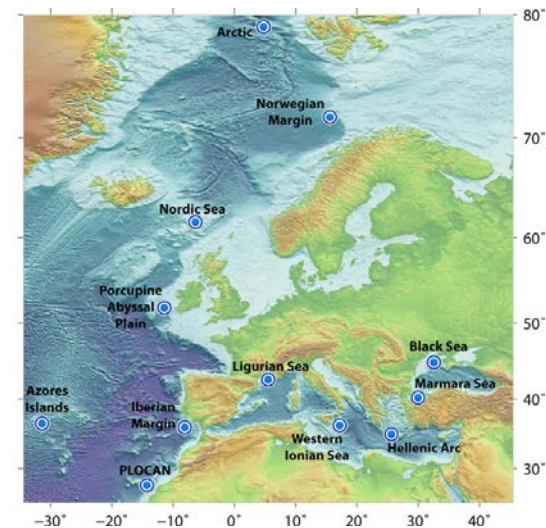 80°
Arctic
Norwegian
Margin
70°
Nordic Sea
60°
Porcupine
Abyssal
Plain
50°
Black Sea
Ligurian Sea
Marmara Sea
40°
Azores
Islands
Iberian
Margin
Western
Ionian Sea
Hellenic Arc
PLOCAN
30°
−30° −20° −10° 0° 10° 20° 30° 40°